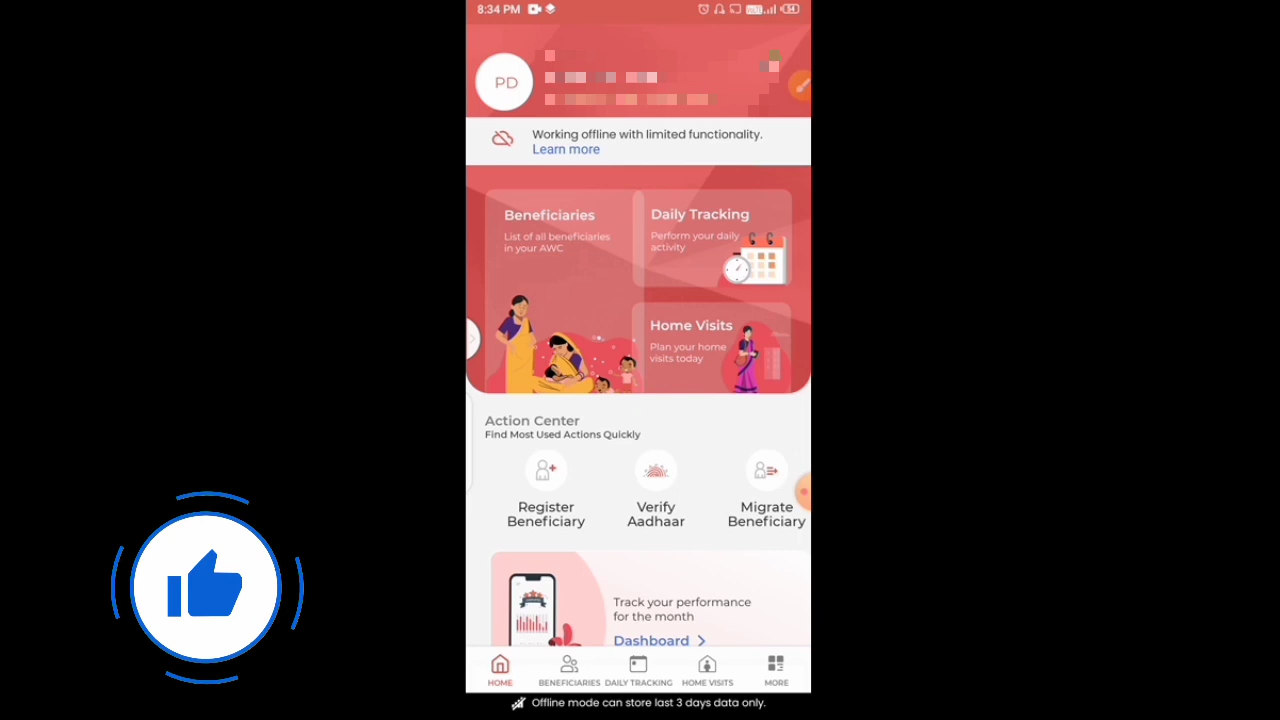 8:34 PM
54
PD
Working offline with limited functionality.
Learn more
Beneficiaries
List of all beneficiaries
in your AWC
Daily Tracking
Perform your daily
activity
Home Visits
Plan your home
visits today
Action Center
Find Most Used Actions Quickly
Register
Beneficiary
Verify
Aadhaar
Migrate
Beneficiary
Track your performance
for the month
Dashboard
HOME
BENEFICIARIES
DAILY TRACKING
HOME VISITS
MORE
Offline mode can store last 3 days data only.